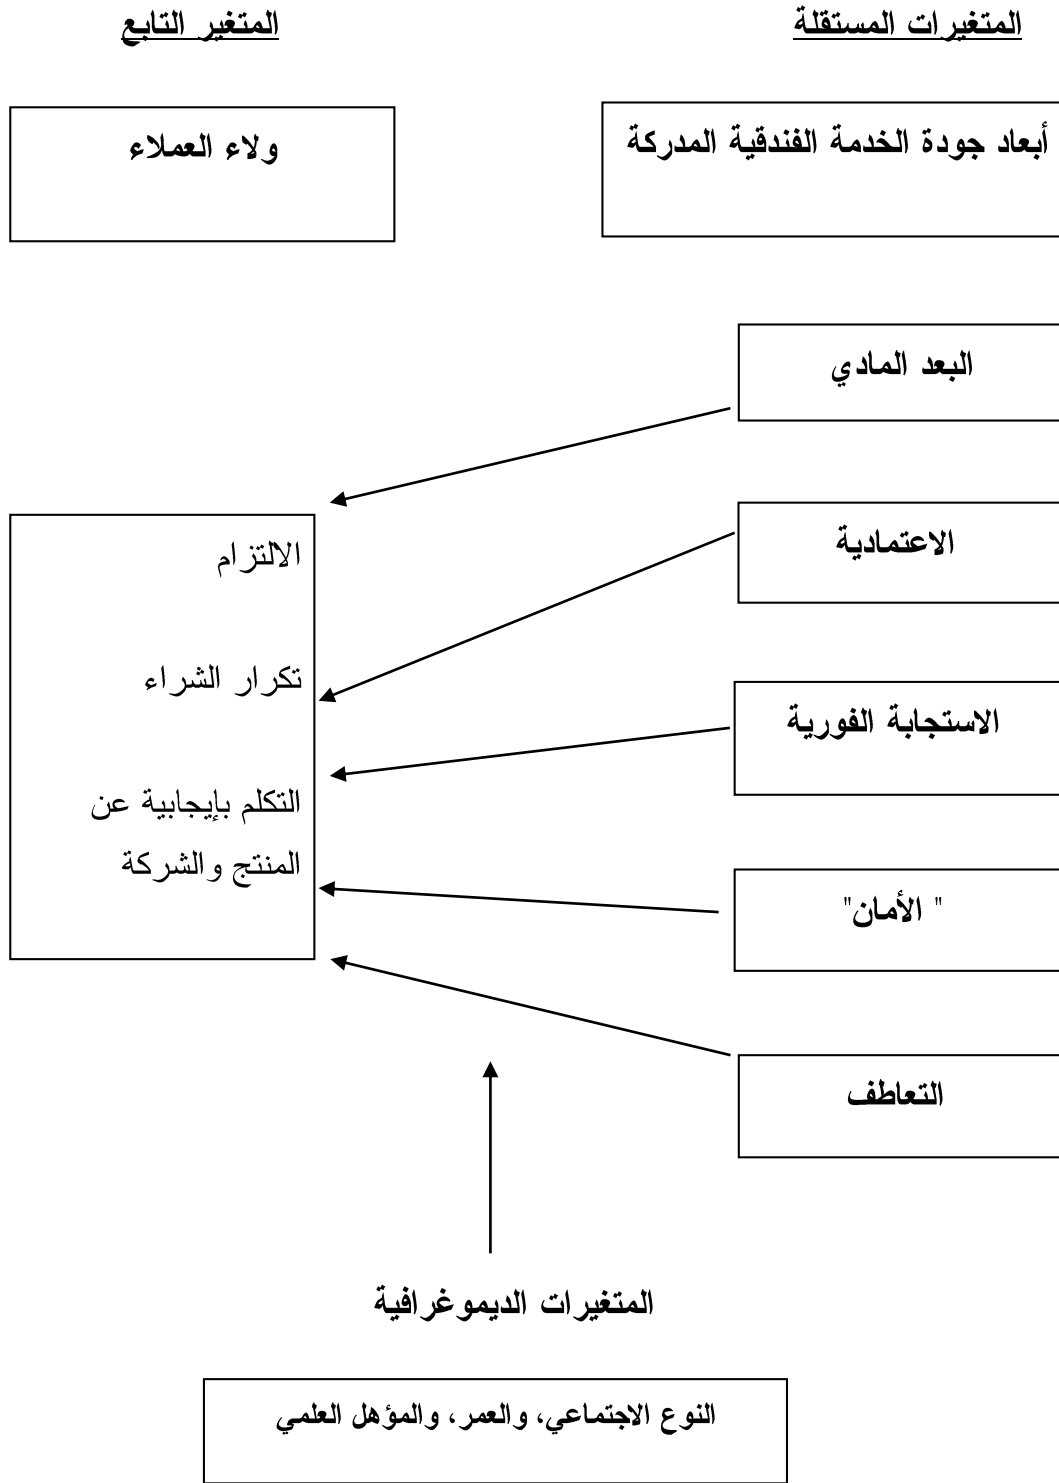 المتغيرات المستقلة
المتغير التابع
أبعاد جودة الخدمة الفندقية المدركة
ولاء العملاء
البعد المادي
الاعتمادية
الاستجابة الفورية
" الأمان"
التعاطف
الالتزام
تكرار الشراء
التكلم بإيجابية عن
المنتج والشركة
المتغيرات الديموغرافية
النوع الاجتماعي، والعمر، والمؤهل العلمي